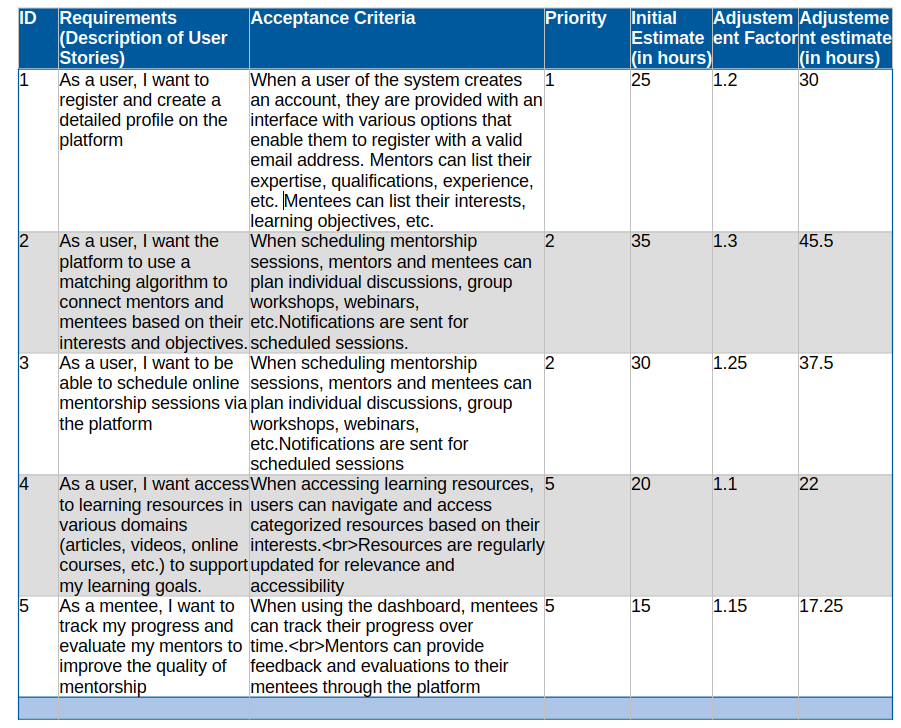 ID
Requirements
(Description of User
Stories)
Acceptance Criteria
Priority
Initial
Estimate
(in hours)
Adjustem
ent Factor
Adjusteme
nt estimate
(in hours)
1
As a user, I want to
register and create a
detailed profile on the
platform
When a user of the system creates
an account, they are provided with an
interface with various options that
enable them to register with a valid
email address. Mentors can list their
expertise, qualifications, experience,
etc. Mentees can list their interests,
learning objectives, etc.
1
25
1.2
30
2
As a user, I want the
platform to use a
matching algorithm to
connect mentors and
mentees based on their
interests and objectives.
When scheduling mentorship
sessions, mentors and mentees can
plan individual discussions, group
workshops, webinars,
etc.Notifications are sent for
scheduled sessions.
2
35
1.3
45.5
3
As a user, I want to be
able to schedule online
mentorship sessions via
the platform
When scheduling mentorship
sessions, mentors and mentees can
plan individual discussions, group
workshops, webinars,
etc.Notifications are sent for
scheduled sessions
2
30
1.25
37.5
4
As a user, I want access
to learning resources in
various domains
(articles, videos, online
courses, etc.) to support
my learning goals.
When accessing learning resources,
users can navigate and access
categorized resources based on their
interests.<br>Resources are regularly
updated for relevance and
accessibility
5
20
1.1
22
5
As a mentee, I want to
track my progress and
evaluate my mentors to
improve the quality of
mentorship
When using the dashboard, mentees
can track their progress over
time.<br>Mentors can provide
feedback and evaluations to their
mentees through the platform
5
15
1.15
17.25